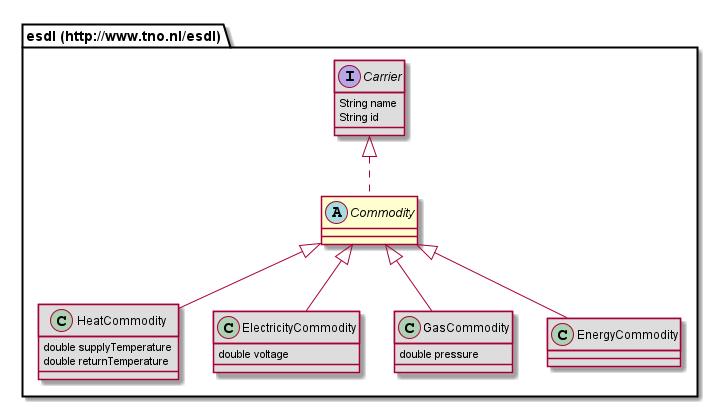 esdl (http://www.tno.nl/esdl)
I Carrier
String name
String id
A Commodity
C HeatCommodity
double supplyTemperature
double returnTemperature
C ElectricityCommodity
double voltage
C GasCommodity
double pressure
C EnergyCommodity